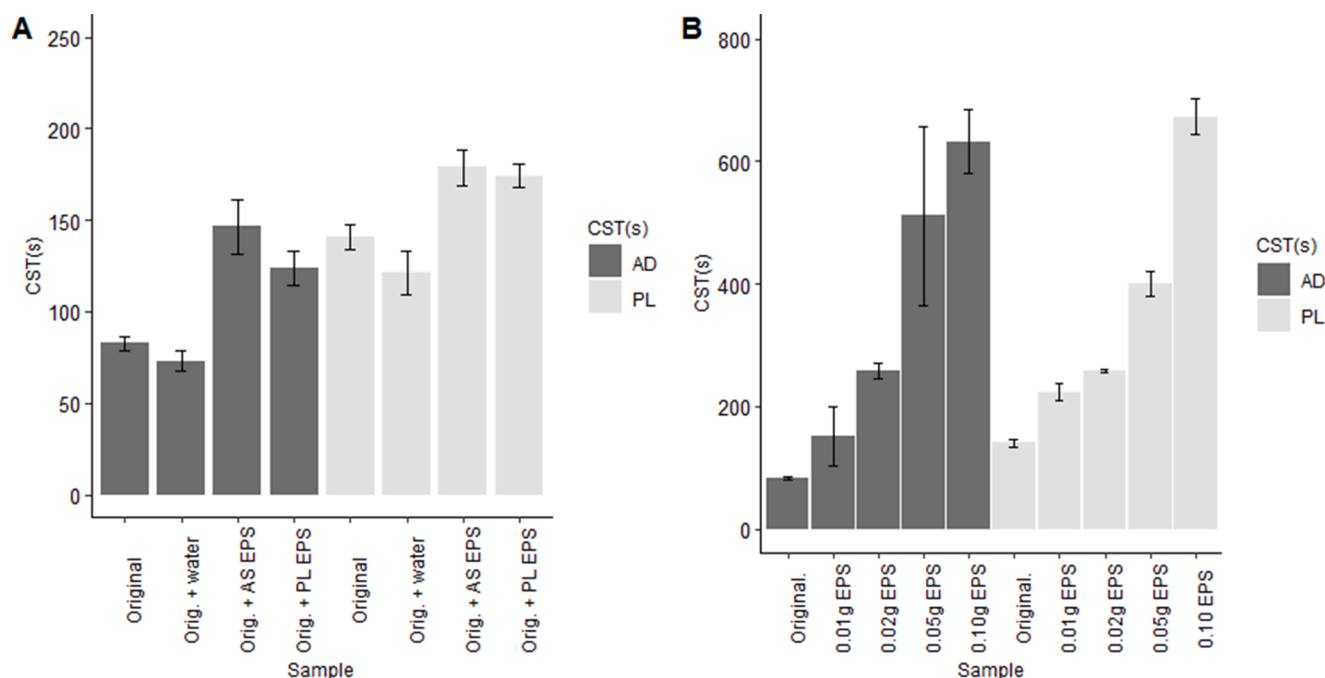 A
250
200
150
100
50
0
CST(s)
Original
Orig. + water
Orig. + AS EPS
Orig. + PL EPS
Original
Orig. + water
Orig. + AS EPS
Orig. + PL EPS
Sample
CST(s)
AD
PL
B
800
600
400
200
0
CST(s)
Original.
0.01g EPS
0.02g EPS
0.05g EPS
0.10g EPS
Original.
0.01g EPS
0.02g EPS
0.05g EPS
0.10 EPS
Sample
CST(s)
AD
PL